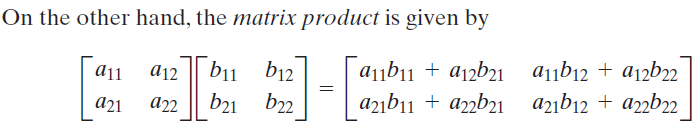 On the other hand, the matrix product is given by
[a11 a12][b11 b12] = [a11b11 + a12b21 a11b12 + a12b22]
[a21 a22][b21 b22] [a21b11 + a22b21 a21b12 + a22b22]